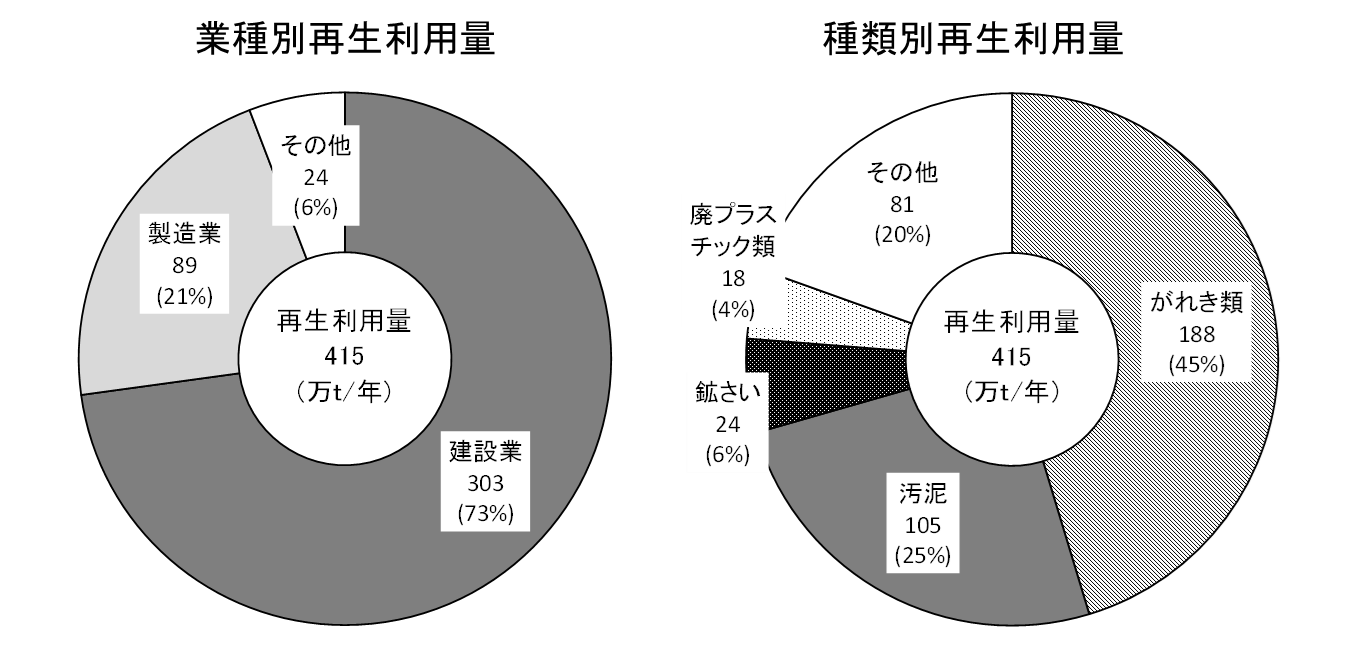 業種別再生利用量
その他
24
(6%)
製造業
89
(21%)
再生利用量
415
（万t/年）
建設業
303
(73%)
種類別再生利用量
その他
81
(20%)
廃プラス
チック類
18
(4%)
がれき類
188
(45%)
再生利用量
415
（万t/年）
鉱さい
24
(6%)
汚泥
105
(25%)